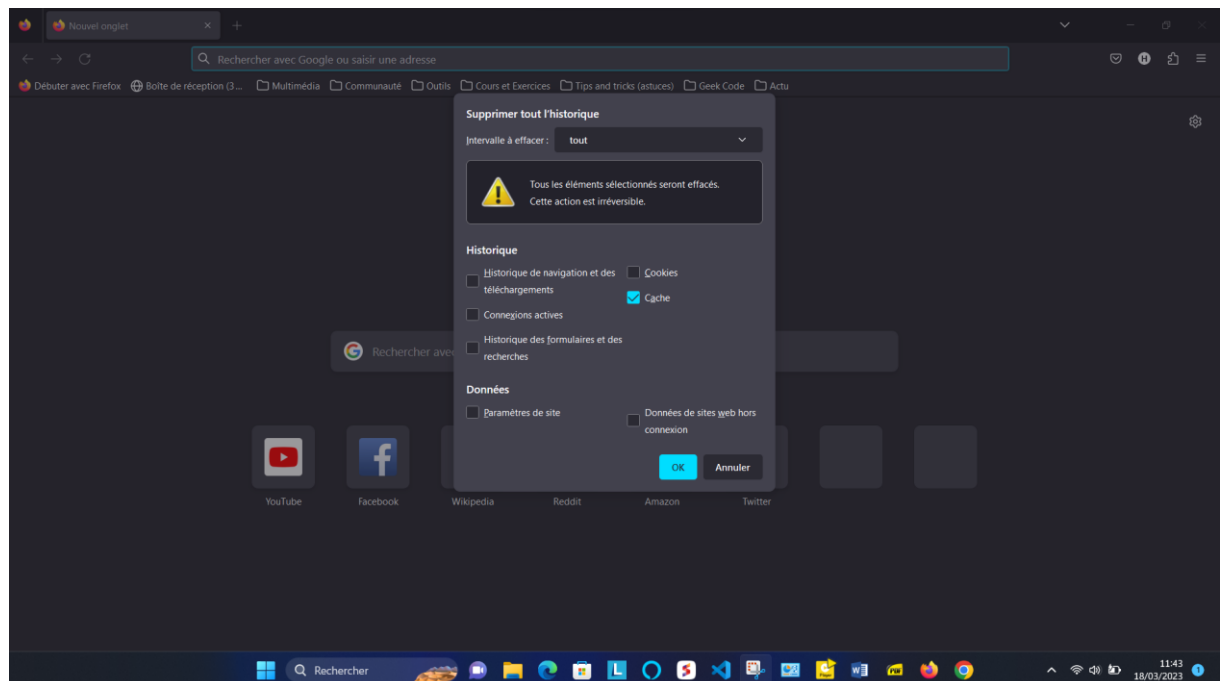 Nouvel onglet
Rechercher avec Google ou saisir une adresse
Débuter avec Firefox Boîte de réception (3... Multimédia Communauté Outils Cours et Exercices Tips and tricks (astuces) Geek Code Actu
Supprimer tout l'historique
Intervalle à effacer : tout
Tous les éléments sélectionnés seront effacés.
Cette action est irréversible.
Historique
Historique de navigation et des
téléchargements
Cookies
Cache
Connexions actives
Historique des formulaires et des
recherches
Données
Paramètres de site
Données de sites web hors
connexion
OK Annuler
Rechercher avec
YouTube Facebook Wikipedia Reddit Amazon Twitter
Rechercher
11:43
18/03/2023